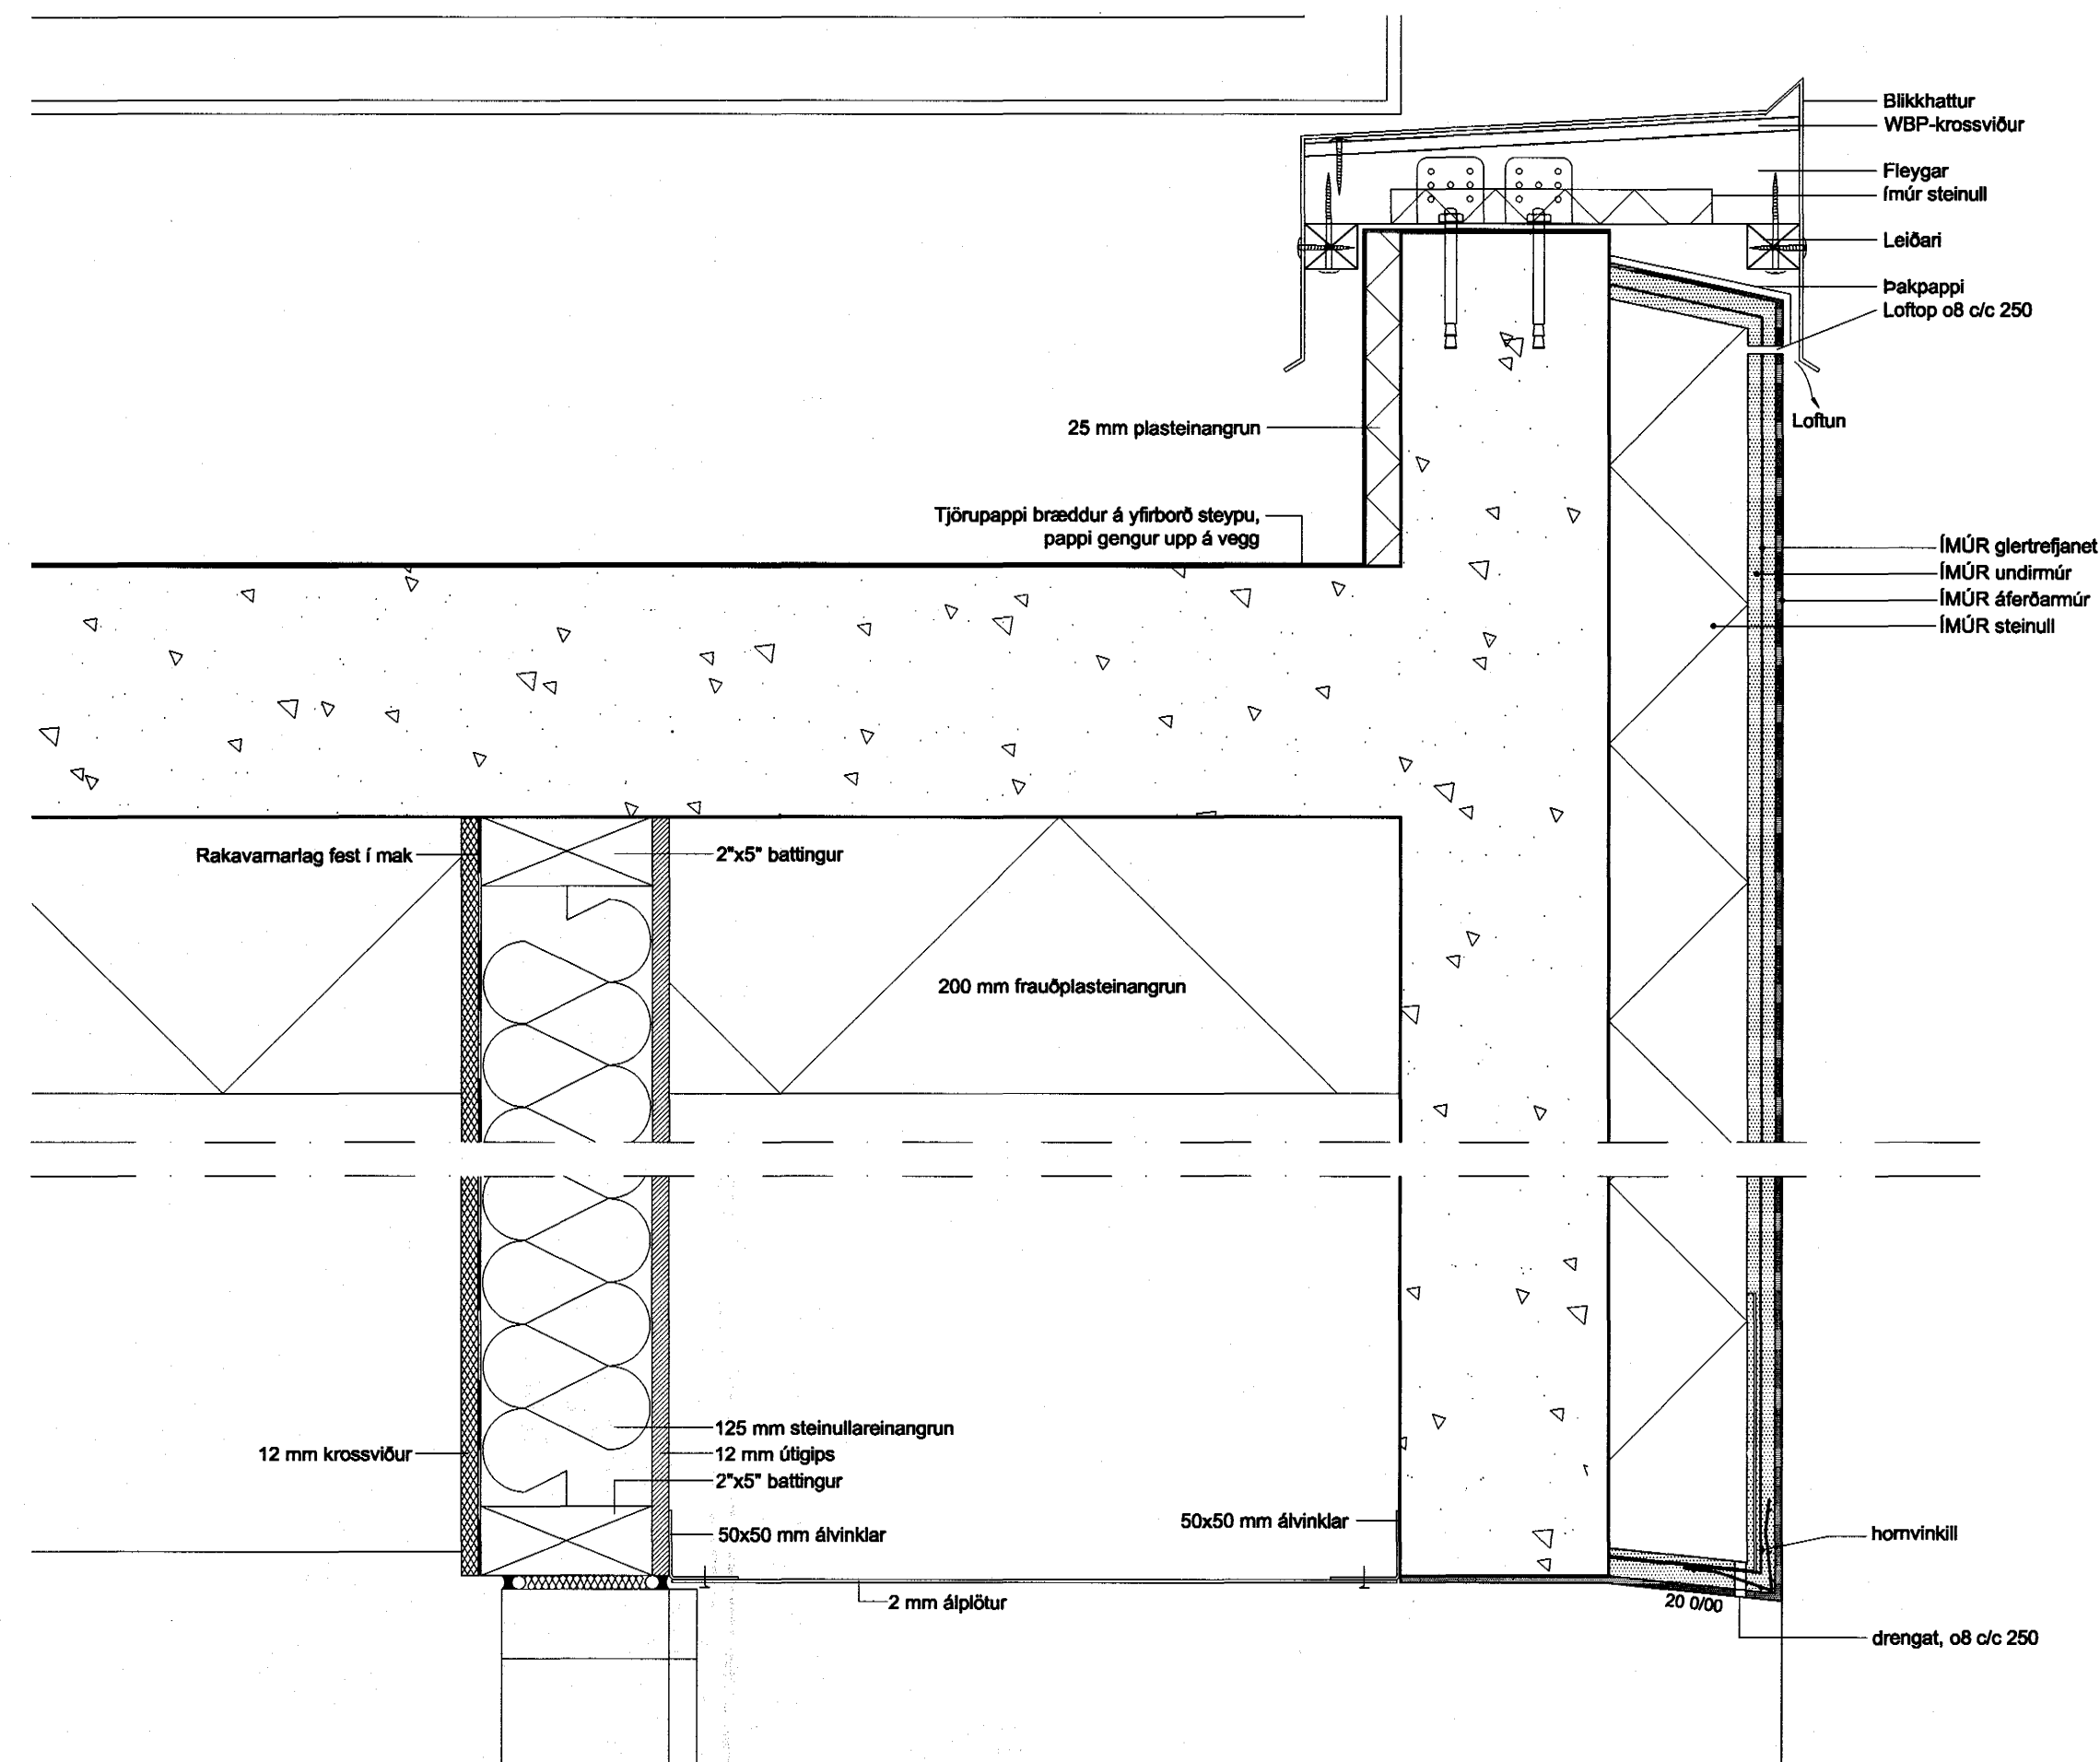 Blikkhattur
WBP-krossviður
Fleygar
Ímúr steinull
Leiðari
Þakpappi
Loftop o8 c/c 250
Loftun
25 mm plasteinangrun
Tjörupappi bræddur á yfirborð steypu,
pappi gengur upp á vegg
ÍMÚR glertrefjanet
ÍMÚR undirmúr
ÍMÚR áferðarmúr
ÍMÚR steinull
Rakavarnarlag fest í mak
2"x5" battingur
200 mm frauðplasteinangrun
125 mm steinullareinangrun
12 mm krossviður
12 mm útigips
2"x5" battingur
50x50 mm álvinklar
50x50 mm álvinklar
hornvinkill
2 mm álplötur
20 0/00
drengat, o8 c/c 250